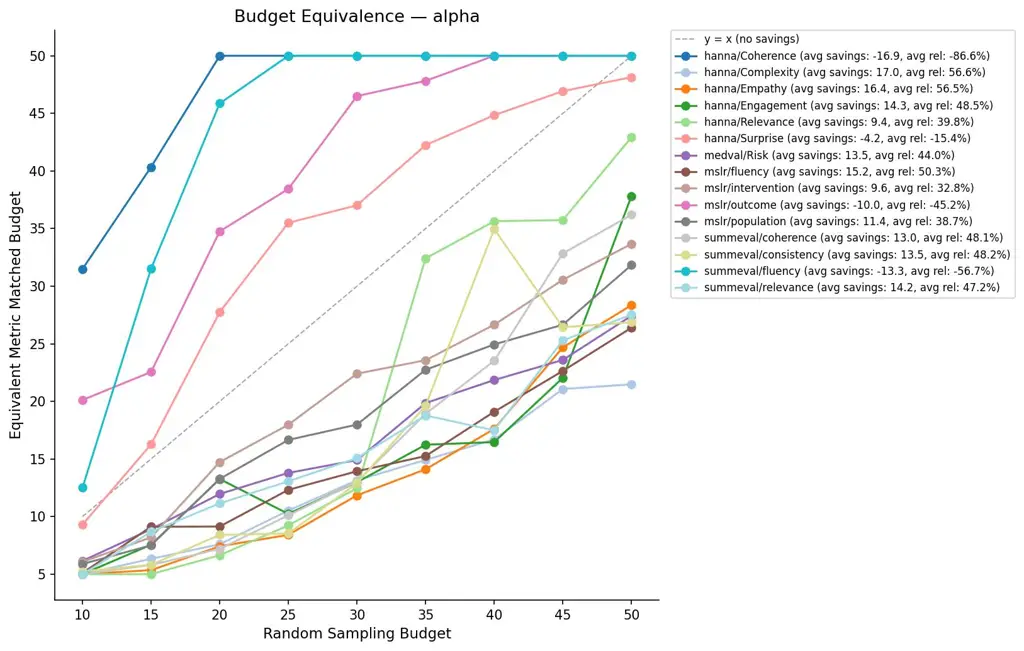 Budget Equivalence — alpha
50
45
40
35
30
25
20
15
10
5
Equivalent Metric Matched Budget
10 15 20 25 30 35 40 45 50
Random Sampling Budget
y = x (no savings)
hanna/Coherence (avg savings: -16.9, avg rel: -86.6%)
hanna/Complexity (avg savings: 17.0, avg rel: 56.6%)
hanna/Empathy (avg savings: 16.4, avg rel: 56.5%)
hanna/Engagement (avg savings: 14.3, avg rel: 48.5%)
hanna/Relevance (avg savings: 9.4, avg rel: 39.8%)
hanna/Surprise (avg savings: -4.2, avg rel: -15.4%)
medval/Risk (avg savings: 13.5, avg rel: 44.0%)
mslr/fluency (avg savings: 15.2, avg rel: 50.3%)
mslr/intervention (avg savings: 9.6, avg rel: 32.8%)
mslr/outcome (avg savings: -10.0, avg rel: -45.2%)
mslr/population (avg savings: 11.4, avg rel: 38.7%)
summeval/coherence (avg savings: 13.0, avg rel: 48.1%)
summeval/consistency (avg savings: 13.5, avg rel: 48.2%)
summeval/fluency (avg savings: -13.3, avg rel: -56.7%)
summeval/relevance (avg savings: 14.2, avg rel: 47.2%)